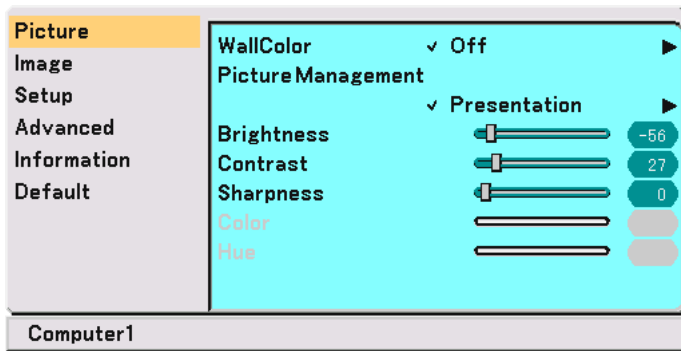 Picture
Image
Setup
Advanced
Information
Default
WallColor ✓ Off ▶
Picture Management
✓ Presentation ▶
Brightness -56
Contrast 27
Sharpness 0
Color
Hue
Computer1